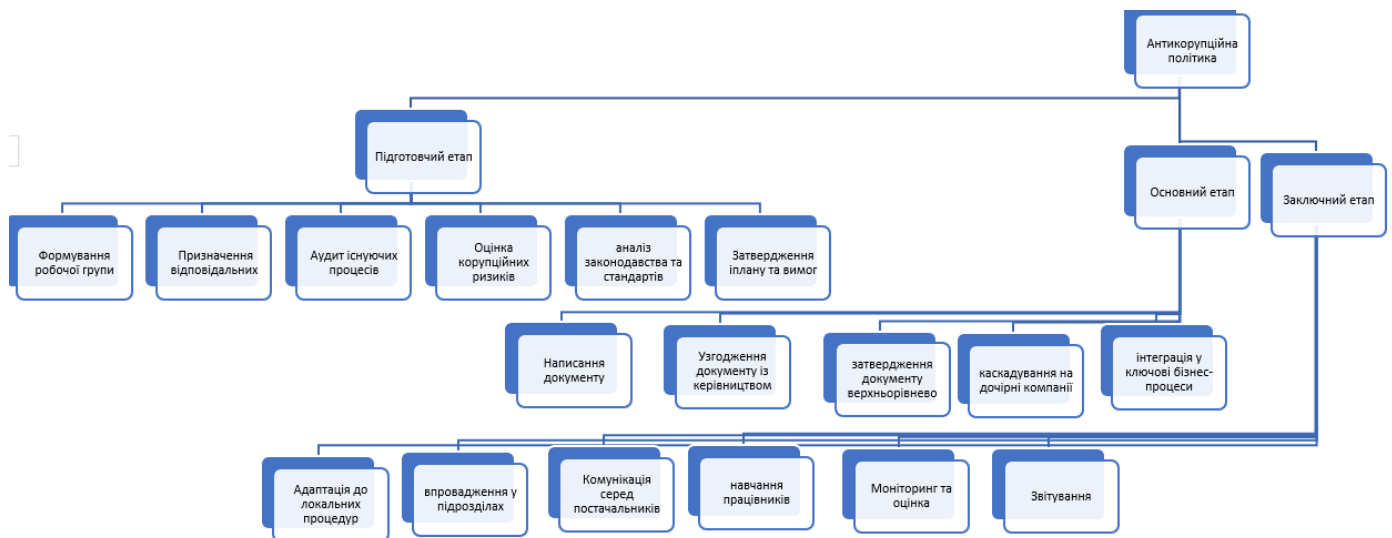 Антикорупційна
політика
Підготовчий етап
Основний етап
Заключний етап
Формування
робочої групи
Призначення
відповідальних
Аудит існуючих
процесів
Оцінка
корупційних
ризиків
аналіз
законодавства та
стандартів
Затвердження
іплану та вимог
Написання
документу
Узгодження
документу із
керівництвом
затвердження
документу
верхньорівнево
каскадування на
дочірні компанії
інтеграція у
ключові бізнес-
процеси
Адаптація до
локальних
процедур
впровадження у
підрозділах
Комунікація
серед
постачальників
навчання
працівників
Моніторинг та
оцінка
Звітування